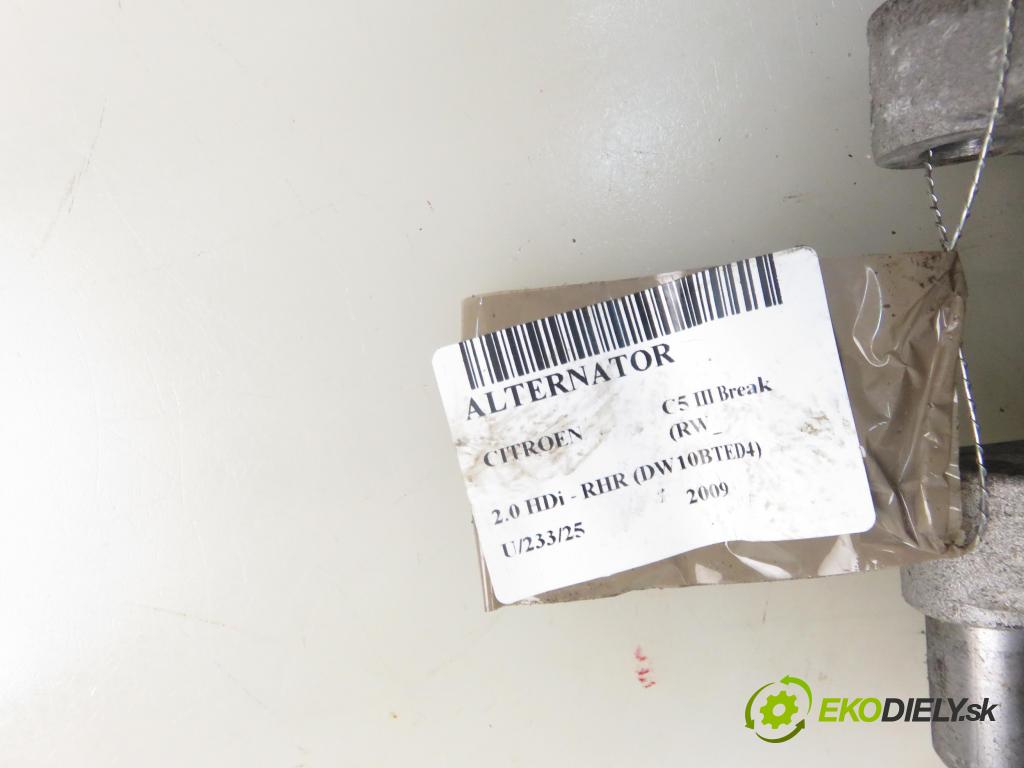 ALTERNATOR
CITROEN C5 III Break
(RW_
2.0 HDi - RHR (DW10BTED4)
U/233/25 2009
EKODIELY.sk